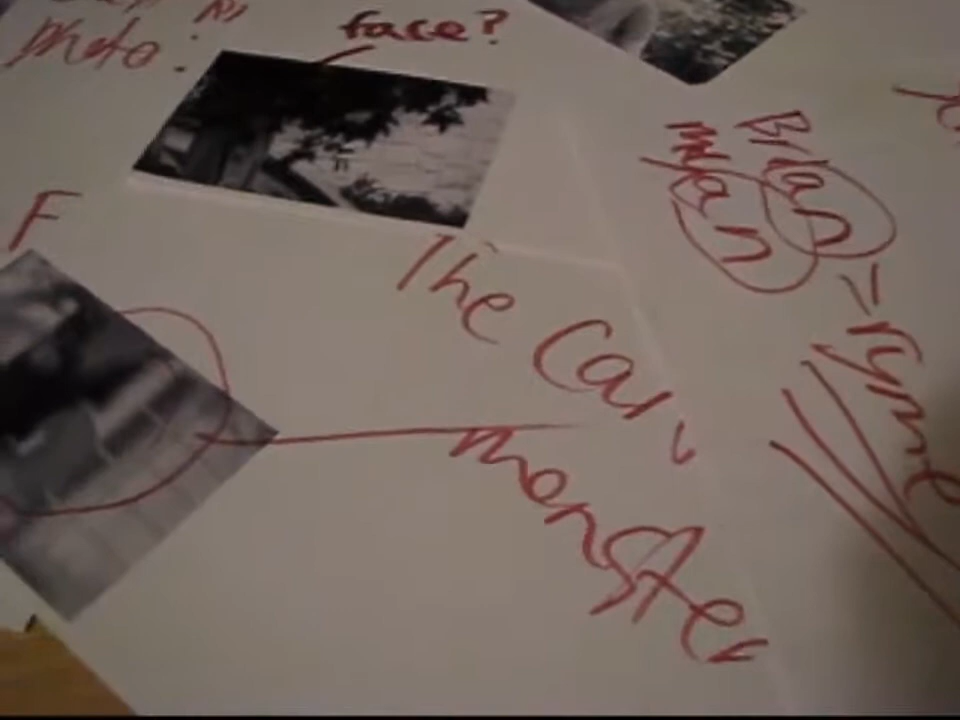 photo:
face?
F
The Car
monster
Brian
Myan
= ryme